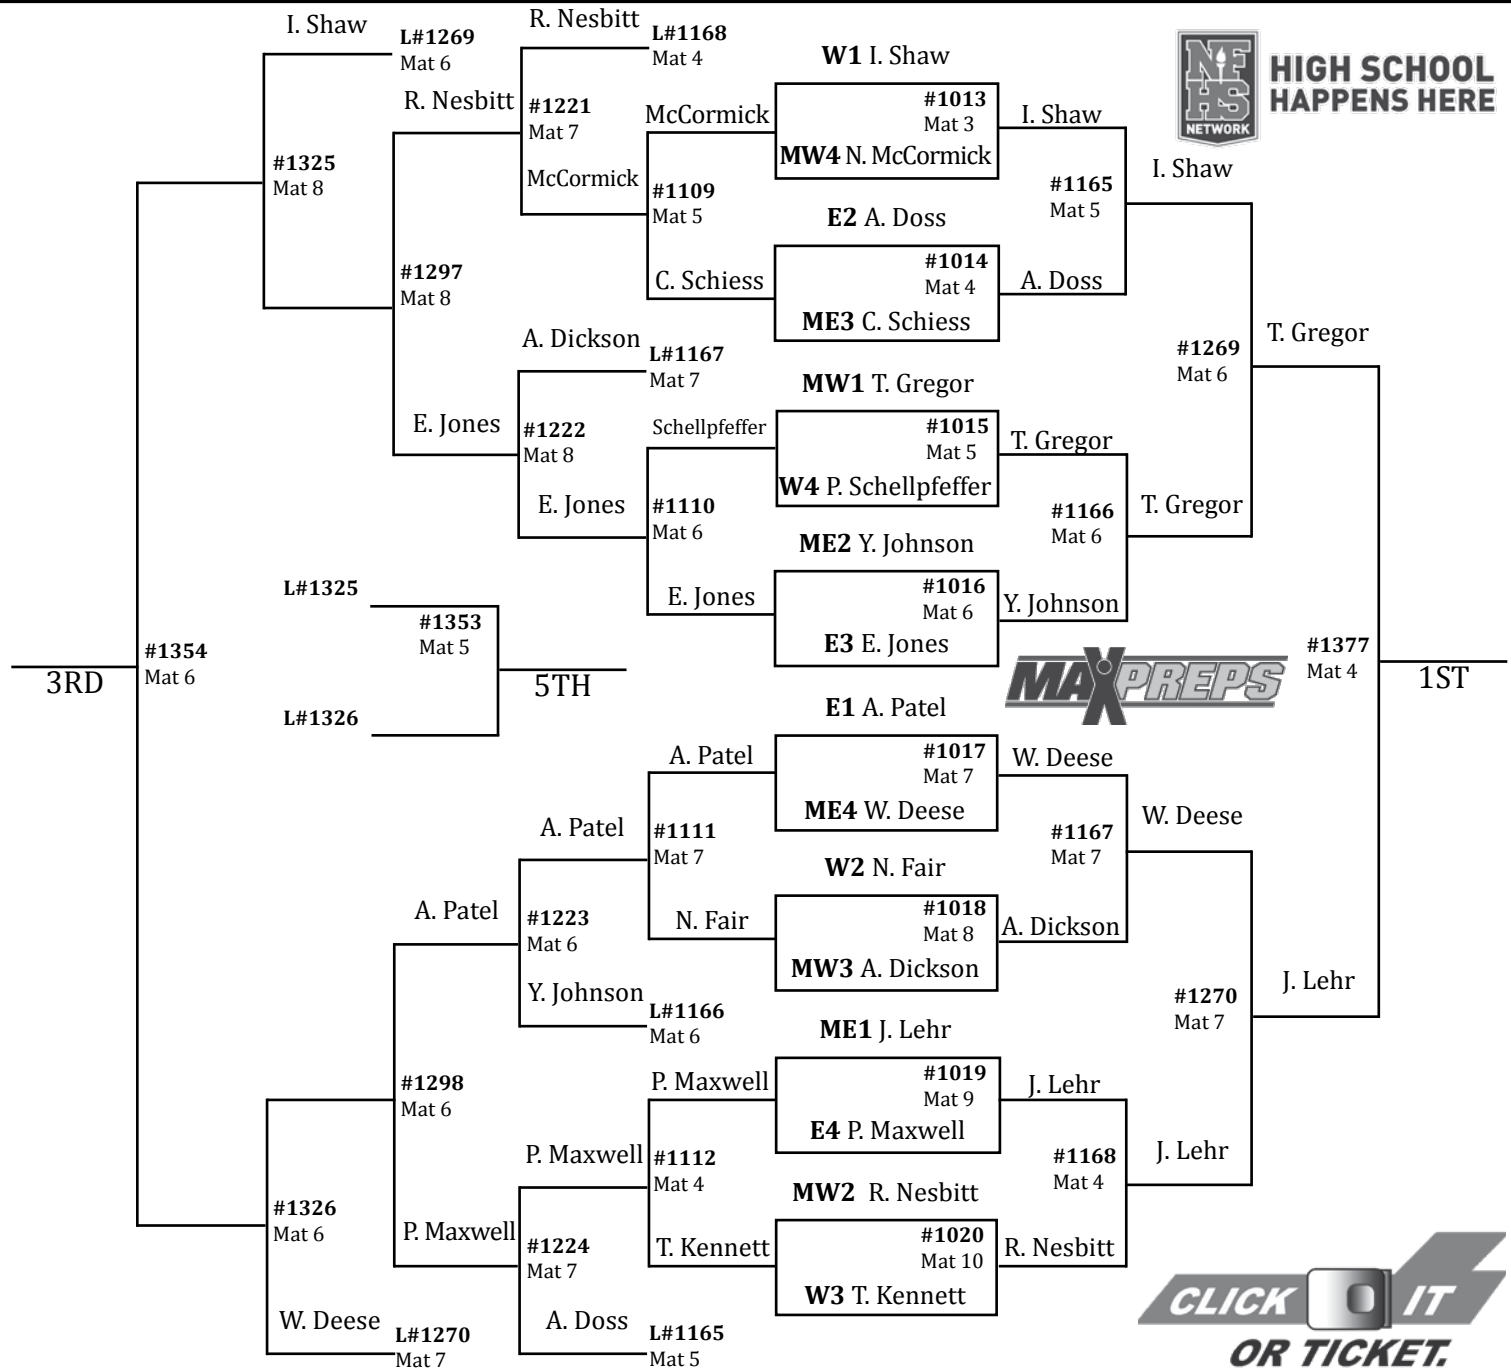 I. Shaw
L#1269
Mat 6
R. Nesbitt
L#1168
Mat 4
W1 I. Shaw
NFHS
NETWORK
HIGH SCHOOL
HAPPENS HERE
R. Nesbitt
#1221
Mat 7
McCormick
#1013
Mat 3
I. Shaw
MW4 N. McCormick
#1325
Mat 8
McCormick
#1109
Mat 5
#1165
Mat 5
I. Shaw
E2 A. Doss
#1297
Mat 8
C. Schiess
#1014
Mat 4
A. Doss
ME3 C. Schiess
A. Dickson
L#1167
Mat 7
#1269
Mat 6
T. Gregor
MW1 T. Gregor
E. Jones
#1222
Mat 8
Schellpfeffer
#1015
Mat 5
T. Gregor
W4 P. Schellpfeffer
E. Jones
#1110
Mat 6
#1166
Mat 6
T. Gregor
ME2 Y. Johnson
L#1325
#1353
Mat 5
E. Jones
#1016
Mat 6
Y. Johnson
E3 E. Jones
3RD
#1354
Mat 6
5TH
MAXPREPS
#1377
Mat 4
1ST
L#1326
E1 A. Patel
A. Patel
#1017
Mat 7
W. Deese
ME4 W. Deese
A. Patel
#1111
Mat 7
#1167
Mat 7
W. Deese
W2 N. Fair
A. Patel
#1223
Mat 6
N. Fair
#1018
Mat 8
A. Dickson
MW3 A. Dickson
Y. Johnson
L#1166
Mat 6
#1270
Mat 7
J. Lehr
ME1 J. Lehr
#1298
Mat 6
P. Maxwell
#1019
Mat 9
J. Lehr
E4 P. Maxwell
P. Maxwell
#1112
Mat 4
#1168
Mat 4
J. Lehr
MW2 R. Nesbitt
#1326
Mat 6
P. Maxwell
#1224
Mat 7
T. Kennett
#1020
Mat 10
R. Nesbitt
W3 T. Kennett
W. Deese
L#1270
Mat 7
A. Doss
L#1165
Mat 5
CLICK IT
OR TICKET.